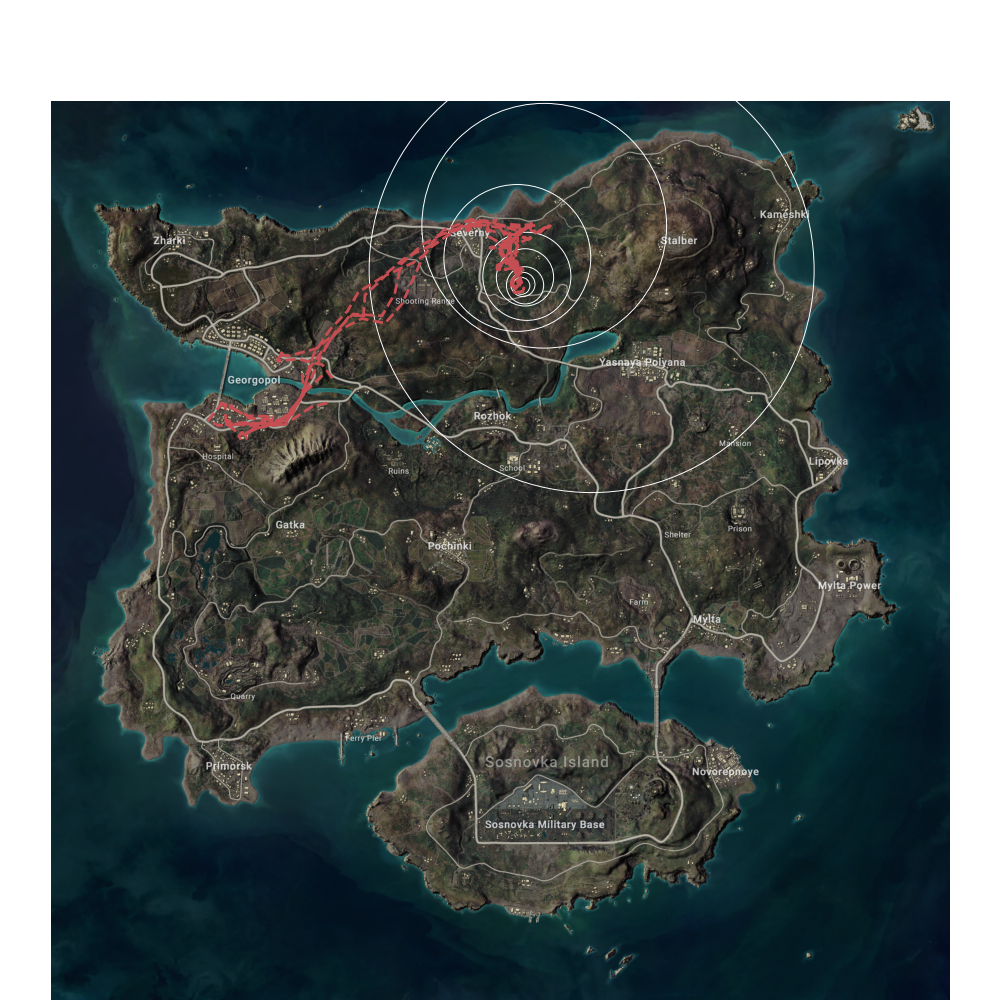 Kameshki
Zharki
Severny
Stalber
Shooting Range
Yasnaya Polyana
Georgopol
Rozhok
Mansion
Hospital
Lipovka
School
Ruins
Gatka
Prison
Shelter
Pochinki
Mylta Power
Farm
Mylta
Quarry
Ferry Pier
Sosnovka Island
Primorsk
Novorepnoye
Sosnovka Military Base